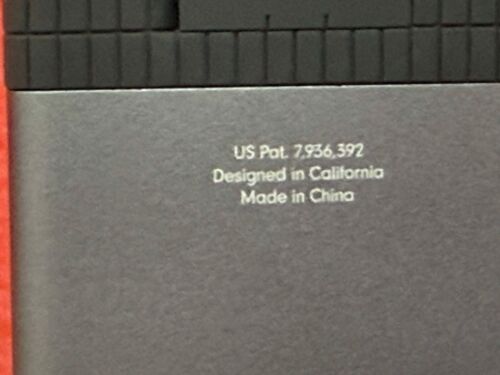 US Pat. 7,936,392
Designed in California
Made in China